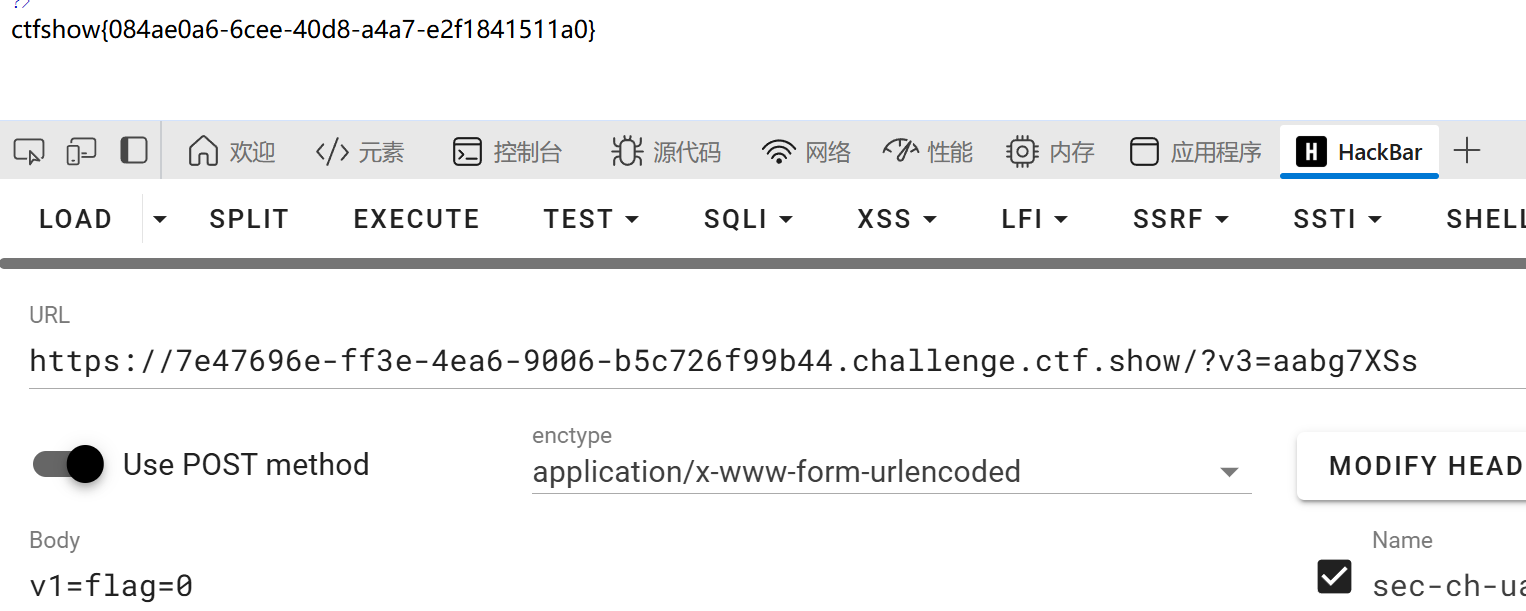 ?>
ctfshow{084ae0a6-6cee-40d8-a4a7-e2f1841511a0}
欢迎 </> 元素 控制台 源代码 网络 性能 内存 应用程序 H HackBar
LOAD SPLIT EXECUTE TEST SQLI XSS LFI SSRF SSTI SHELL
URL
https://7e47696e-ff3e-4ea6-9006-b5c726f99b44.challenge.ctf.show/?v3=aabg7XSs
Use POST method
enctype
application/x-www-form-urlencoded
MODIFY HEAD
Body
v1=flag=0
Name
sec-ch-ua